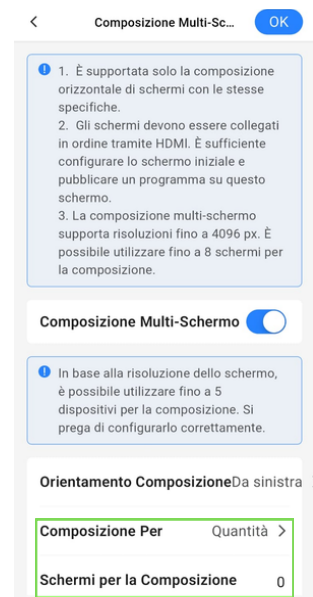 Composizione Multi-Sc...
OK
1. È supportata solo la composizione
orizzontale di schermi con le stesse
specifiche.
2. Gli schermi devono essere collegati
in ordine tramite HDMI. È sufficiente
configurare lo schermo iniziale e
pubblicare un programma su questo
schermo.
3. La composizione multi-schermo
supporta risoluzioni fino a 4096 px. È
possibile utilizzare fino a 8 schermi per
la composizione.
Composizione Multi-Schermo
In base alla risoluzione dello schermo,
è possibile utilizzare fino a 5
dispositivi per la composizione. Si
prega di configurarlo correttamente.
Orientamento ComposizioneDa sinistra
Composizione Per Quantità >
Schermi per la Composizione 0